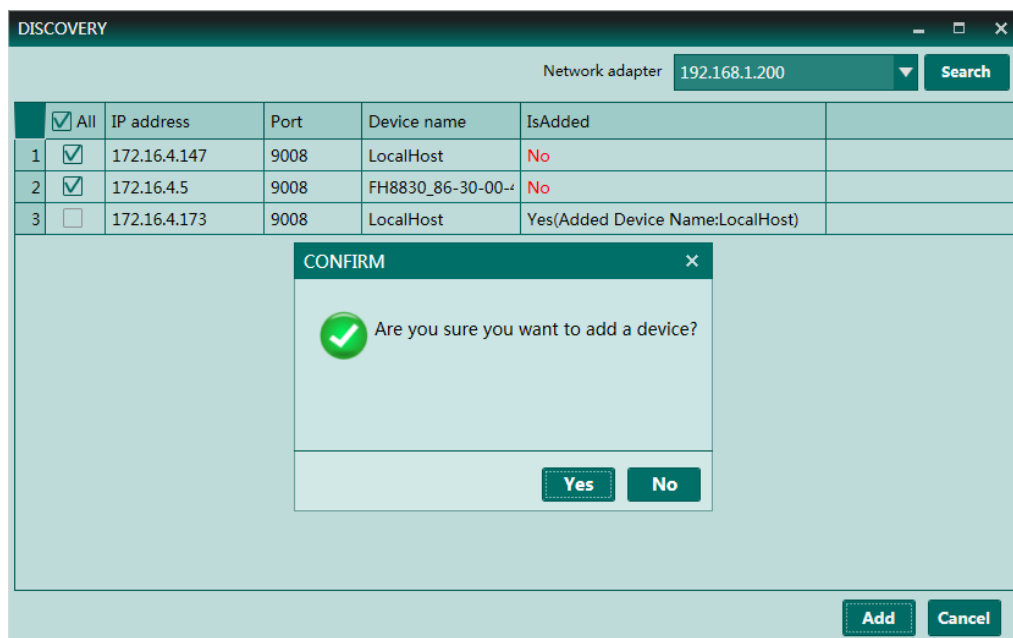 DISCOVERY
Network adapter 192.168.1.200 Search
All IP address Port Device name IsAdded
1 172.16.4.147 9008 LocalHost No
2 172.16.4.5 9008 FH8830_86-30-00- No
3 172.16.4.173 9008 LocalHost Yes(Added Device Name:LocalHost)
CONFIRM
Are you sure you want to add a device?
Yes No
Add Cancel